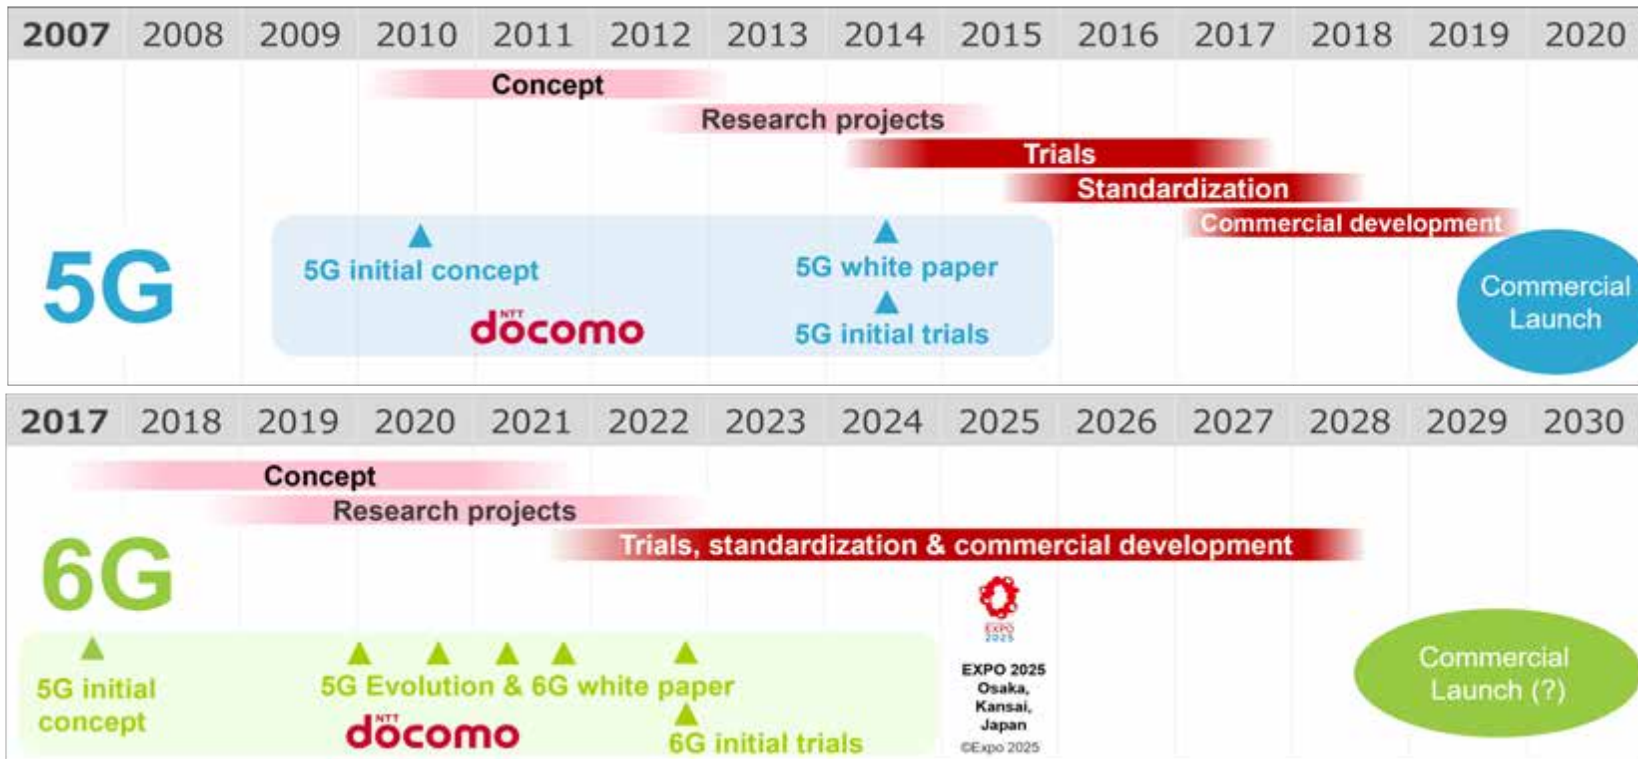 2007 2008 2009 2010 2011 2012 2013 2014 2015 2016 2017 2018 2019 2020
Concept
Research projects
Trials
Standardization
Commercial development
5G
5G initial concept
5G white paper
5G initial trials
NTT
döcomo
Commercial
Launch
2017 2018 2019 2020 2021 2022 2023 2024 2025 2026 2027 2028 2029 2030
Concept
Research projects
Trials, standardization & commercial development
6G
5G initial
concept
5G Evolution & 6G white paper
NTT
döcomo
6G initial trials
EXPO
2025
EXPO 2025
Osaka,
Kansai,
Japan
©Expo 2025
Commercial
Launch (?)